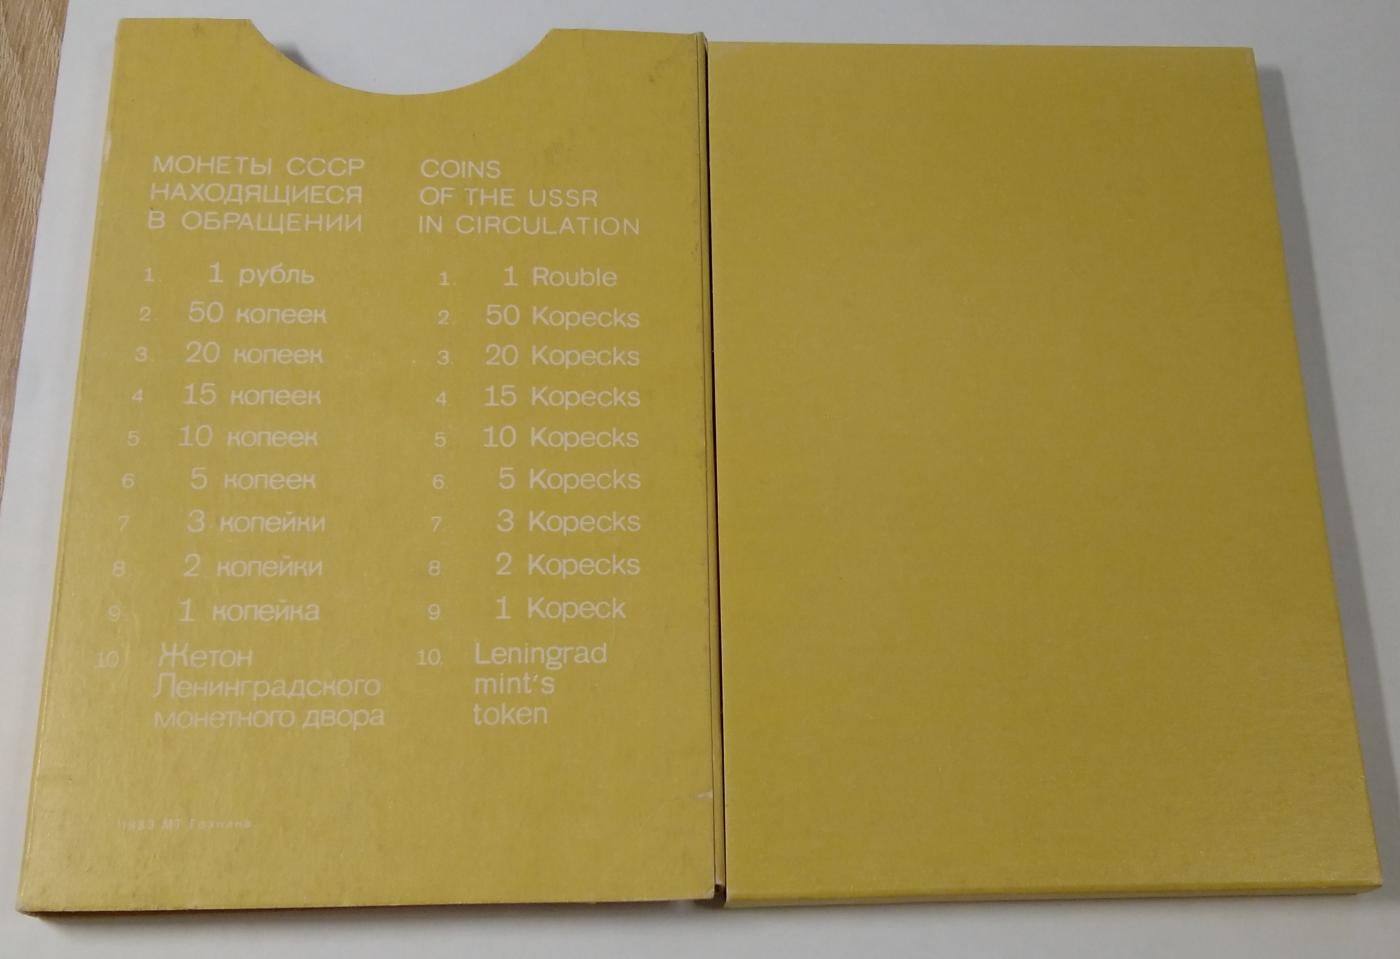 МОНЕТЫ СССР
НАХОДЯЩИЕСЯ
В ОБРАЩЕНИИ
1. 1 рубль
2. 50 копеек
3. 20 копеек
4 15 копеек
5. 10 копеек
6 5 копеек
7 3 копейки
8. 2 копейки
9. 1 копейка
10. Жетон
Ленинградского
монетного двора
1983 МТ Гознака
COINS
OF THE USSR
IN CIRCULATION
1. 1 Rouble
2. 50 Kopecks
3. 20 Kopecks
4. 15 Kopecks
5 10 Kopecks
6. 5 Kopecks
7. 3 Kopecks
8 2 Kopecks
9 1 Kopeck
10. Leningrad
mint's
token